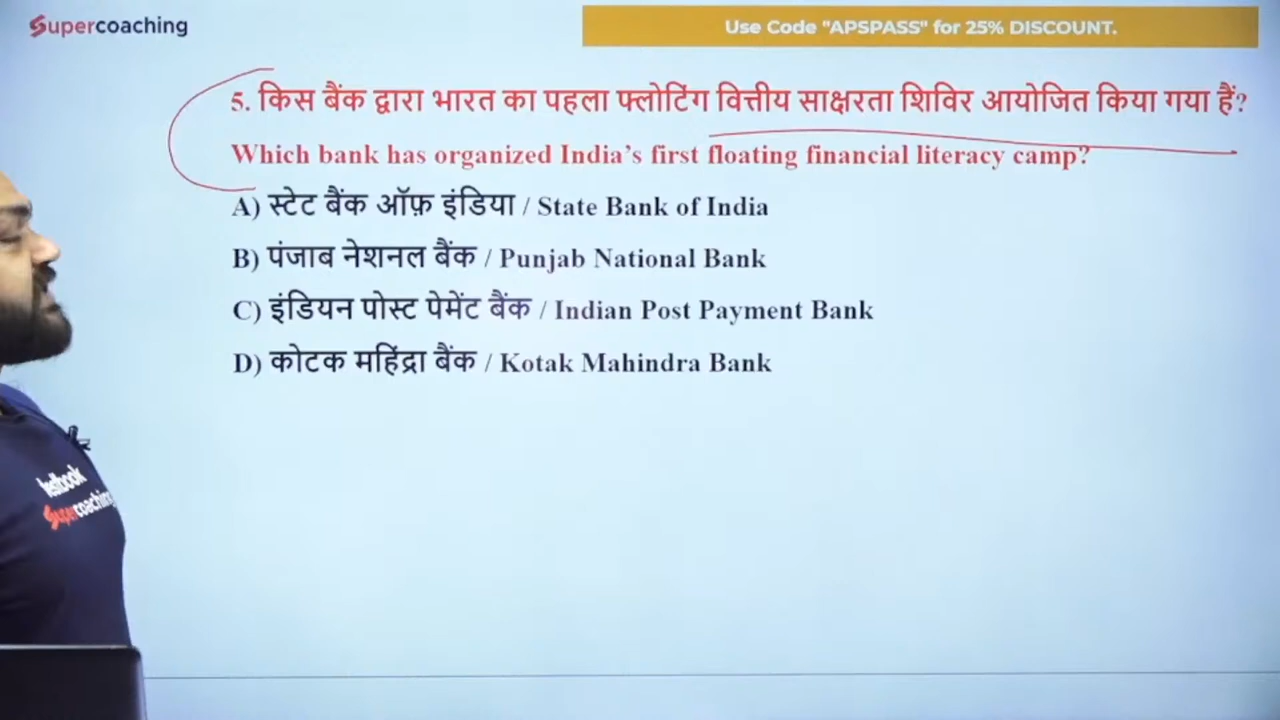 Supercoaching
Use Code "APSPASS" for 25% DISCOUNT.
5. किस बैंक द्वारा भारत का पहला फ्लोटिंग वित्तीय साक्षरता शिविर आयोजित किया गया हैं?
Which bank has organized India’s first floating financial literacy camp?
A) स्टेट बैंक ऑफ़ इंडिया / State Bank of India
B) पंजाब नेशनल बैंक / Punjab National Bank
C) इंडियन पोस्ट पेमेंट बैंक / Indian Post Payment Bank
D) कोटक महिंद्रा बैंक / Kotak Mahindra Bank
testbook
Supercoaching